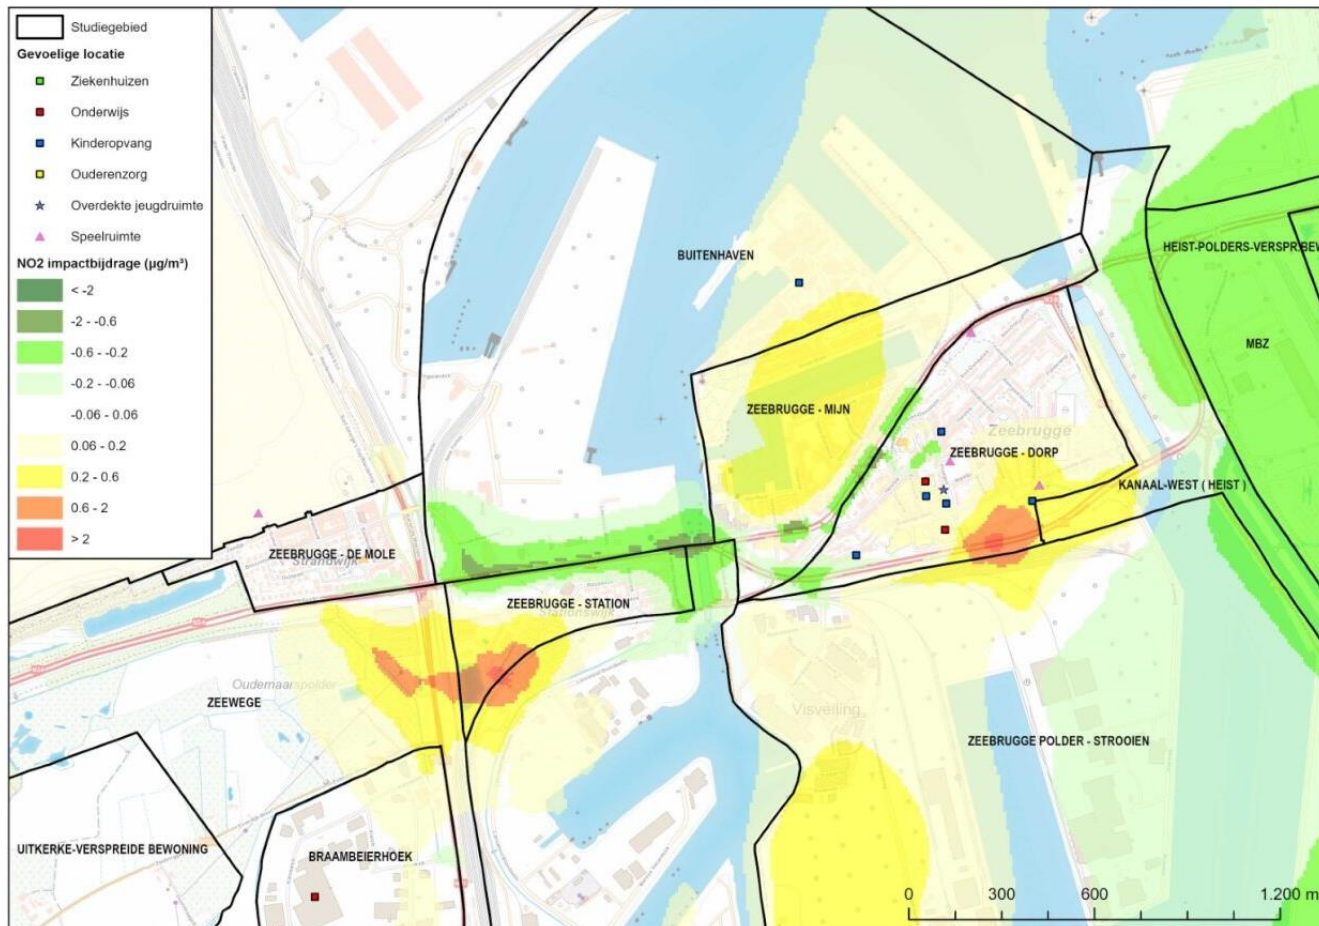 Studiegebied
Gevoelige locatie
Ziekenhuizen
Onderwijs
Kinderopvang
Ouderenzorg
Overdekte jeugdruimte
Speelruimte
NO2 impactbijdrage (µg/m³)
< -2
-2 - -0.6
-0.6 - -0.2
-0.2 - -0.06
-0.06 - 0.06
0.06 - 0.2
0.2 - 0.6
0.6 - 2
> 2
BUITENHAVEN
HEIST-POLDERS-VERSPR.BEW
MBZ
ZEEBRUGGE - MIJN
Zeebrugge
ZEEBRUGGE - DORP
KANAAL-WEST ( HEIST )
ZEEBRUGGE - DE MOLE
Strandwijk
ZEEBRUGGE - STATION
Stationswijk
ZEEWEGE
Visveiling
ZEEBRUGGE POLDER - STROOIEN
UITKERKE-VERSPREIDE BEWONING
BRAAMBEIERHOEK
0 300 600 1.200 m